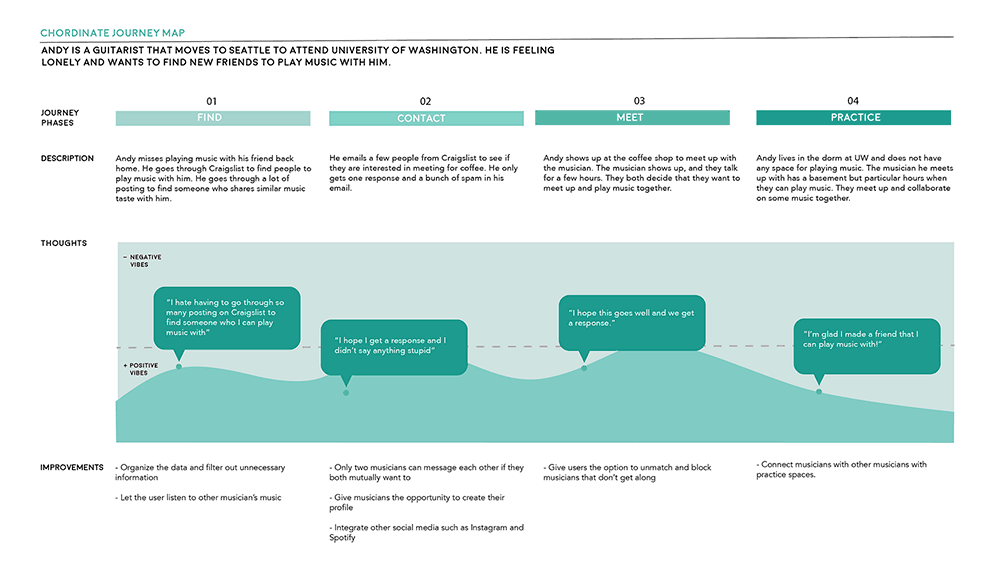 CHORDINATE JOURNEY MAP
ANDY IS A GUITARIST THAT MOVES TO SEATTLE TO ATTEND UNIVERSITY OF WASHINGTON. HE IS FEELING
LONELY AND WANTS TO FIND NEW FRIENDS TO PLAY MUSIC WITH HIM.
JOURNEY
PHASES
01
FIND
02
CONTACT
03
MEET
04
PRACTICE
DESCRIPTION
Andy misses playing music with his friend back
home. He goes through Craigslist to find people to
play music with him. He goes through a lot of
posting to find someone who shares similar music
taste with him.
He emails a few people from Craigslist to see if
they are interested in meeting for coffee. He only
gets one response and a bunch of spam in his
email.
Andy shows up at the coffee shop to meet up with
the musician. The musician shows up, and they talk
for a few hours. They both decide that they want to
meet up and play music together.
Andy lives in the dorm at UW and does not have
any space for playing music. The musician he meets
up with has a basement but particular hours when
they can play music. They meet up and collaborate
on some music together.
THOUGHTS
– NEGATIVE
VIBES
"I hate having to go through so
many posting on Craigslist to
find someone who I can play
music with"
"I hope I get a response and I
didn't say anything stupid"
"I hope this goes well and we get
a response."
"I'm glad I made a friend that I
can play music with!"
+ POSITIVE
VIBES
IMPROVEMENTS
- Organize the data and filter out unnecessary
information
- Let the user listen to other musician's music
- Only two musicians can message each other if they
both mutually want to
- Give musicians the opportunity to create their
profile
- Integrate other social media such as Instagram and
Spotify
- Give users the option to unmatch and block
musicians that don't get along
- Connect musicians with other musicians with
practice spaces.